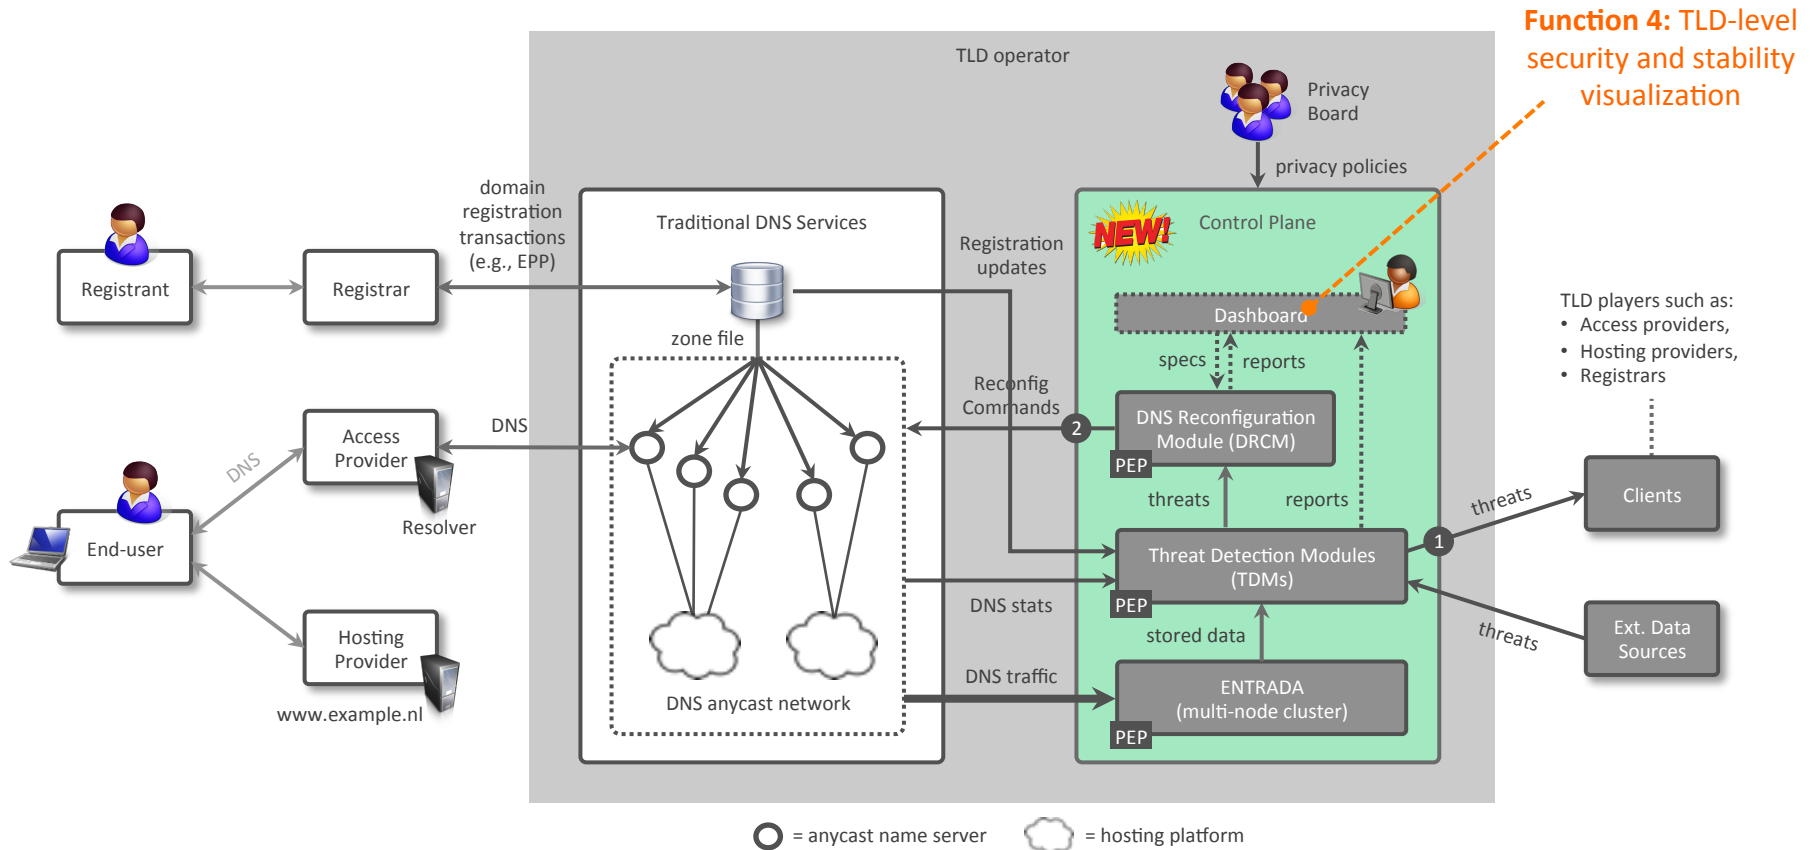 Function 4: TLD-level
security and stability
visualization
TLD operator
Privacy
Board
privacy policies
domain
registration
transactions
(e.g., EPP)
Traditional DNS Services
Registration
updates
NEW!
Control Plane
Registrant
Registrar
Dashboard
TLD players such as:
• Access providers,
• Hosting providers,
• Registrars
zone file
specs
reports
Reconfig
Commands
2
DNS Reconfiguration
Module (DRCM)
PEP
Access
Provider
DNS
DNS
Resolver
End-user
threats
reports
threats
Clients
1
Threat Detection Modules
(TDMs)
PEP
DNS stats
stored data
threats
Ext. Data
Sources
Hosting
Provider
www.example.nl
DNS anycast network
DNS traffic
ENTRADA
(multi-node cluster)
PEP
= anycast name server
= hosting platform